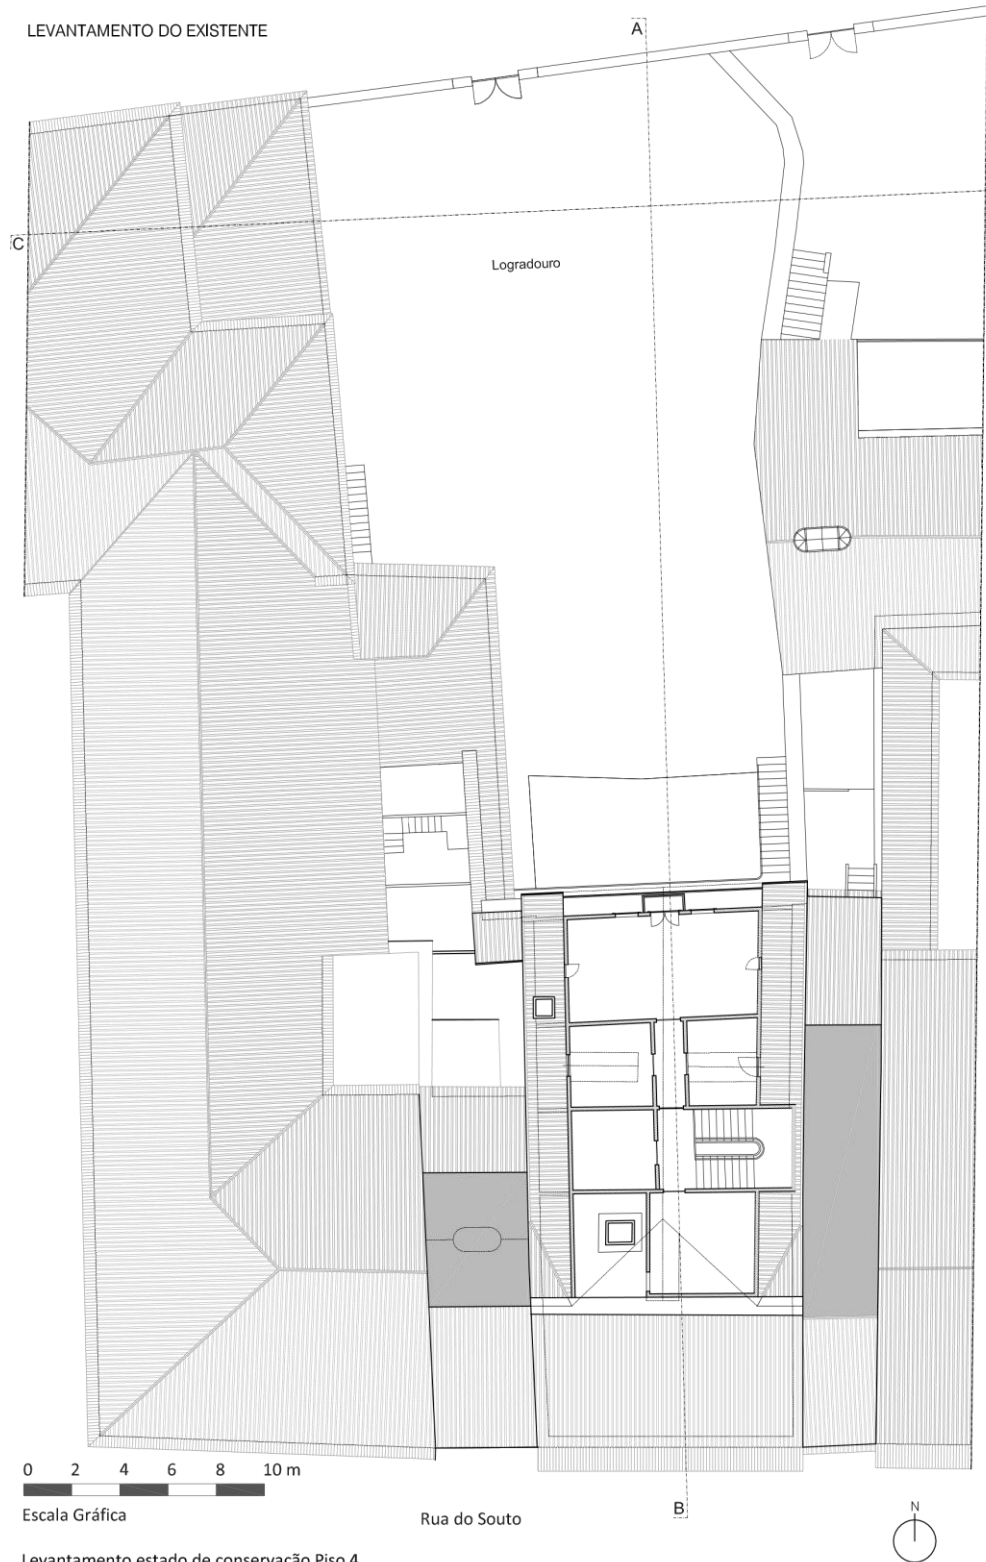 LEVANTAMENTO DO EXISTENTE
A
C
Logradouro
0 2 4 6 8 10 m
Escala Gráfica
Rua do Souto
B
N
Levantamento estado de conservação Piso 4